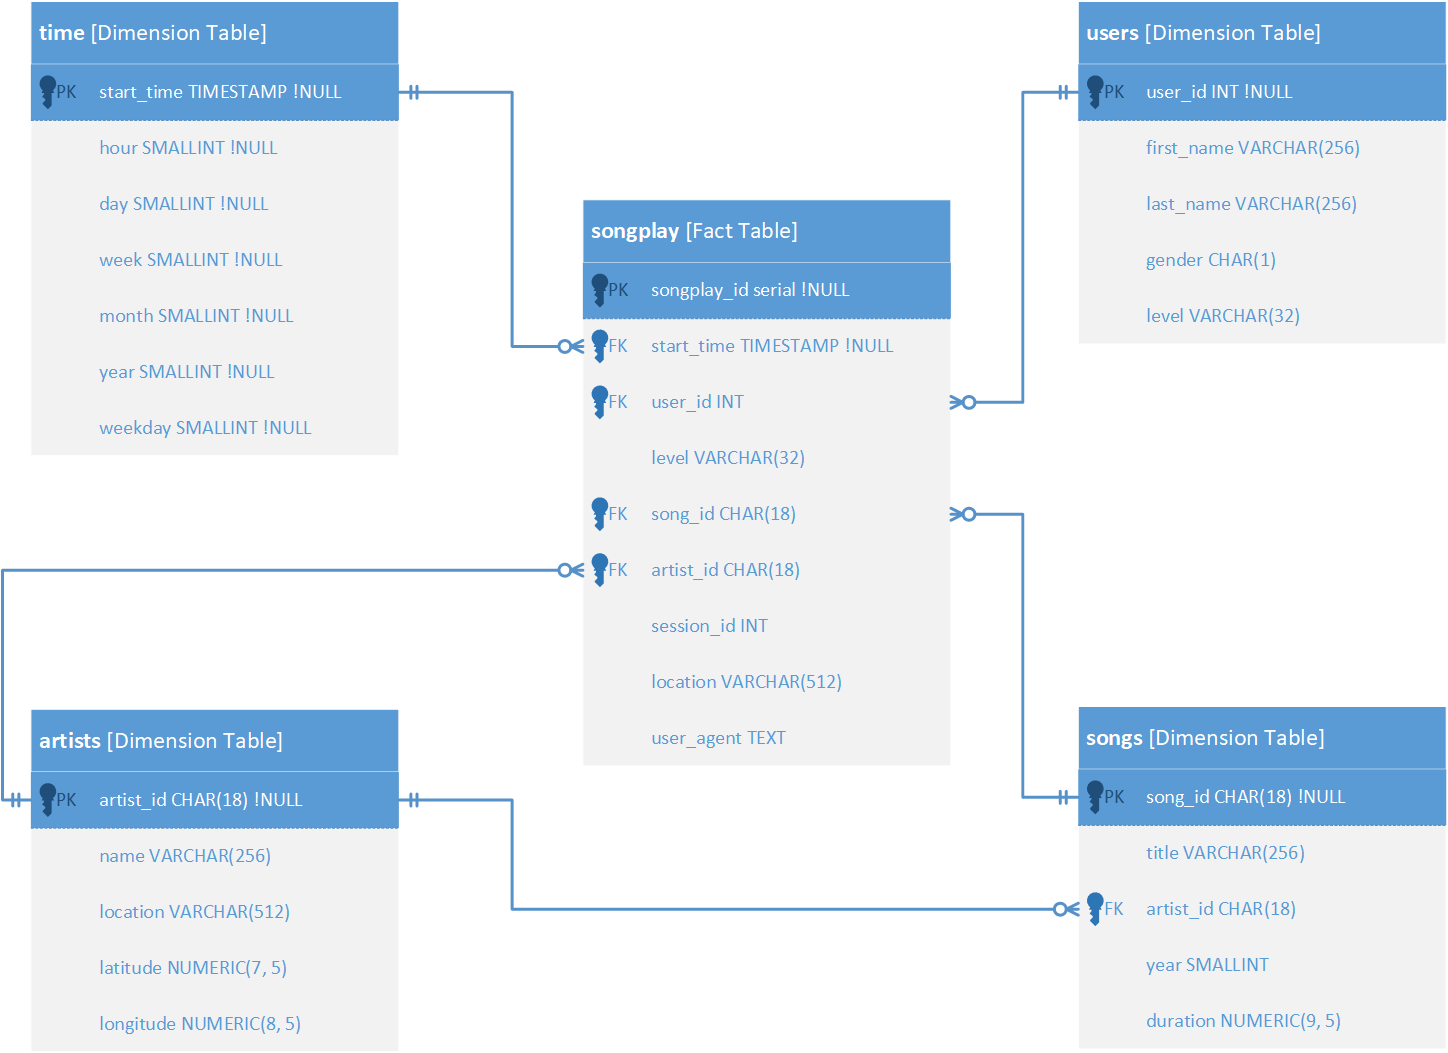 time [Dimension Table]
PK start_time TIMESTAMP !NULL
hour SMALLINT !NULL
day SMALLINT !NULL
week SMALLINT !NULL
month SMALLINT !NULL
year SMALLINT !NULL
weekday SMALLINT !NULL
users [Dimension Table]
PK user_id INT !NULL
first_name VARCHAR(256)
last_name VARCHAR(256)
gender CHAR(1)
level VARCHAR(32)
songplay [Fact Table]
PK songplay_id serial !NULL
FK start_time TIMESTAMP !NULL
FK user_id INT
level VARCHAR(32)
FK song_id CHAR(18)
FK artist_id CHAR(18)
session_id INT
location VARCHAR(512)
user_agent TEXT
artists [Dimension Table]
PK artist_id CHAR(18) !NULL
name VARCHAR(256)
location VARCHAR(512)
latitude NUMERIC(7, 5)
longitude NUMERIC(8, 5)
songs [Dimension Table]
PK song_id CHAR(18) !NULL
title VARCHAR(256)
FK artist_id CHAR(18)
year SMALLINT
duration NUMERIC(9, 5)